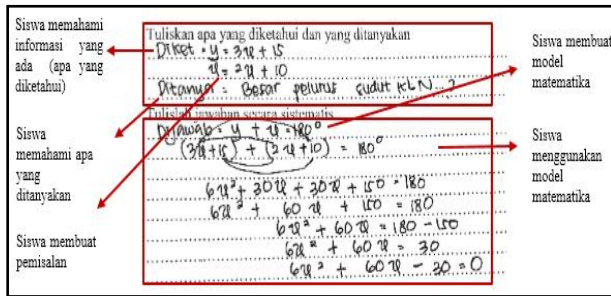 Siswa memahami
informasi yang
ada (apa yang
diketahui)
Siswa
memahami apa
yang
ditanyakan
Siswa membuat
pemisalan
Tuliskan apa yang diketahui dan yang ditanyakan
Diket : y = 3x + 15
x = 2x + 10
Ditanya : Besar pelurus sudut KLN...?
Tulislah jawaban secara sistematis
Dijawab = y + x = 180°
(3x+15) + (2x+10) = 180°
6x² + 30x + 30x + 150 = 180
6x² + 60x + 150 = 180
6x² + 60x = 180 - 150
6x² + 60x = 30
6x² + 60x - 30 = 0
Siswa membuat
model
matematika
Siswa
menggunakan
model
matematika